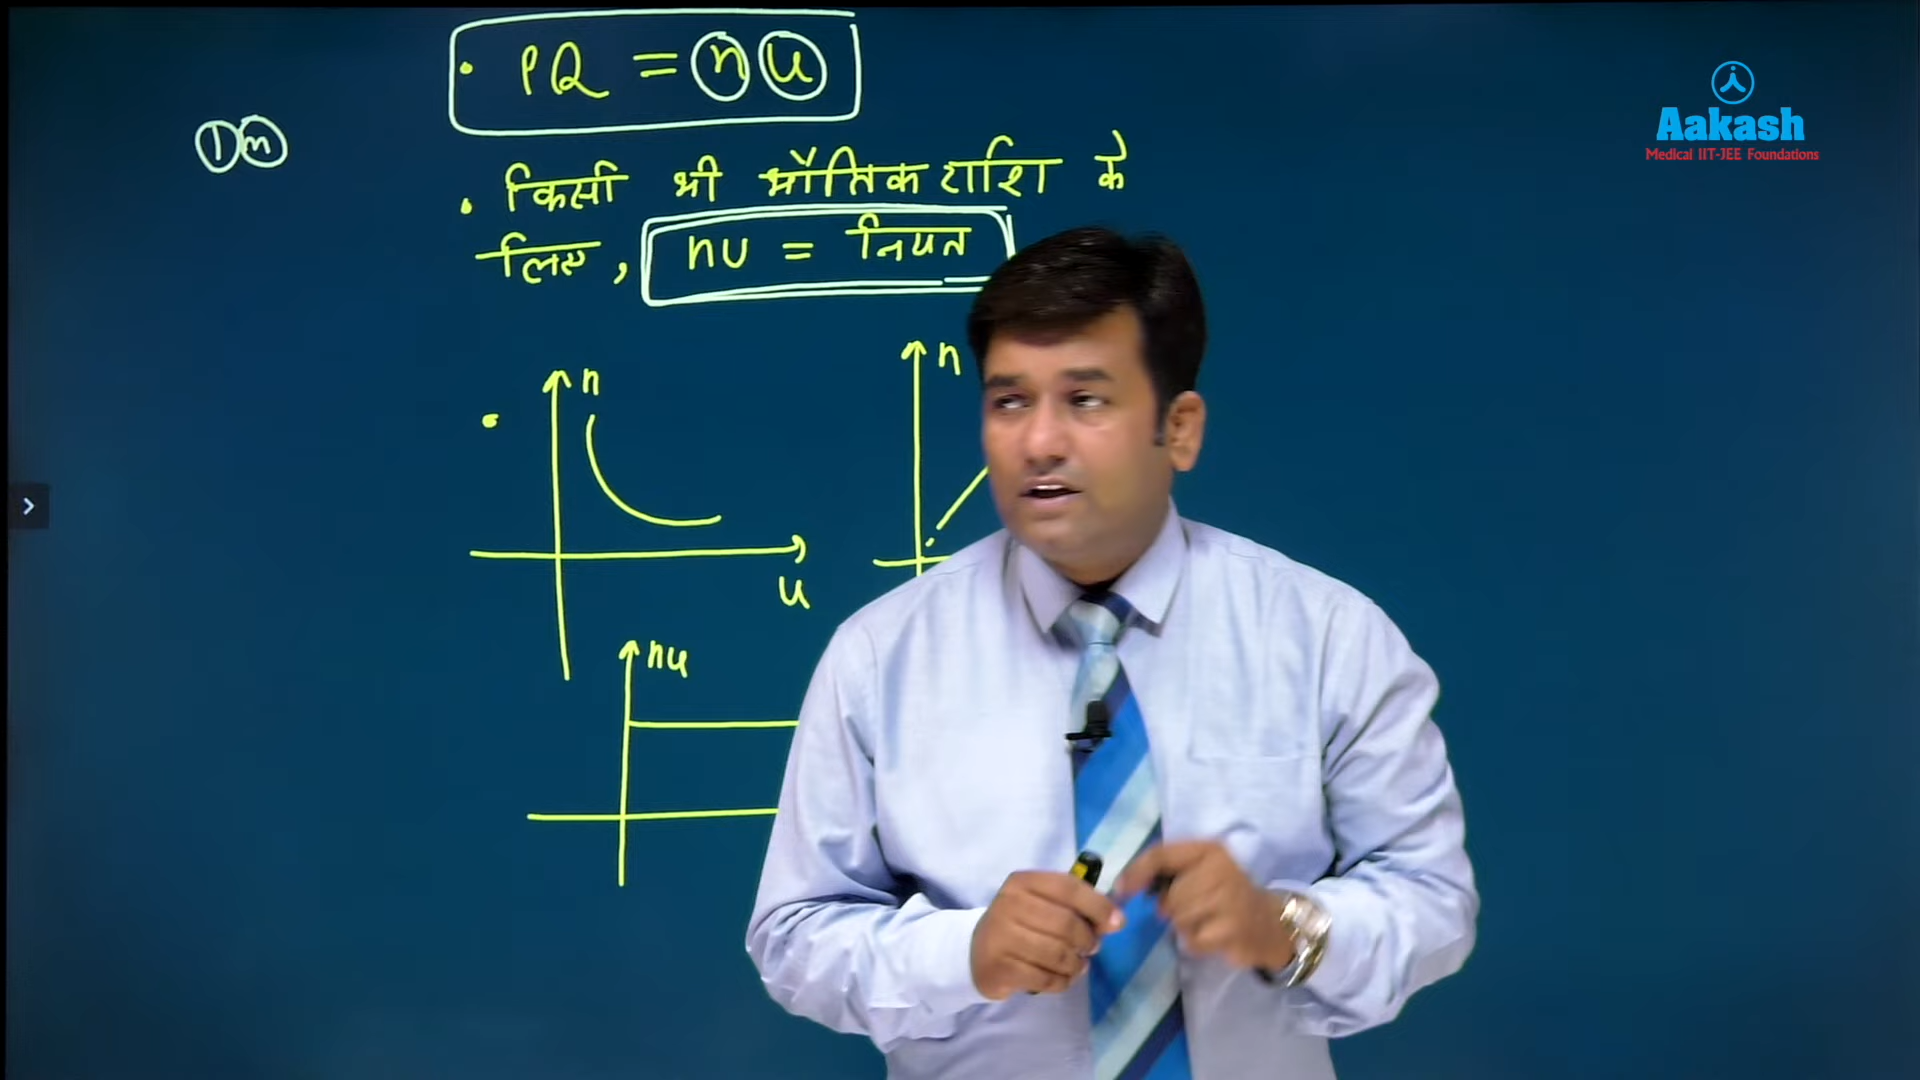 • PQ = n u
1 m
• किसी भी भौतिक राशि के
लिए, nu = नियत
n
u
n
nu
Aakash
Medical IIT-JEE Foundations